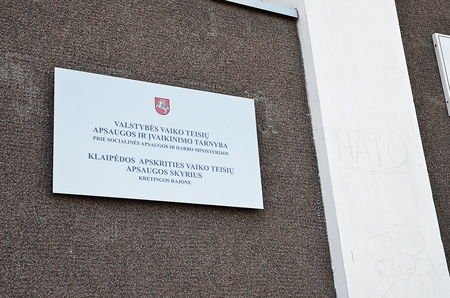 VALSTYBĖS VAIKO TEISIŲ
APSAUGOS IR ĮVAIKINIMO TARNYBA
PRIE SOCIALINĖS APSAUGOS IR DARBO MINISTERIJOS
KLAIPĖDOS APSKRITIES VAIKO TEISIŲ
APSAUGOS SKYRIUS
KRETINGOS RAJONE